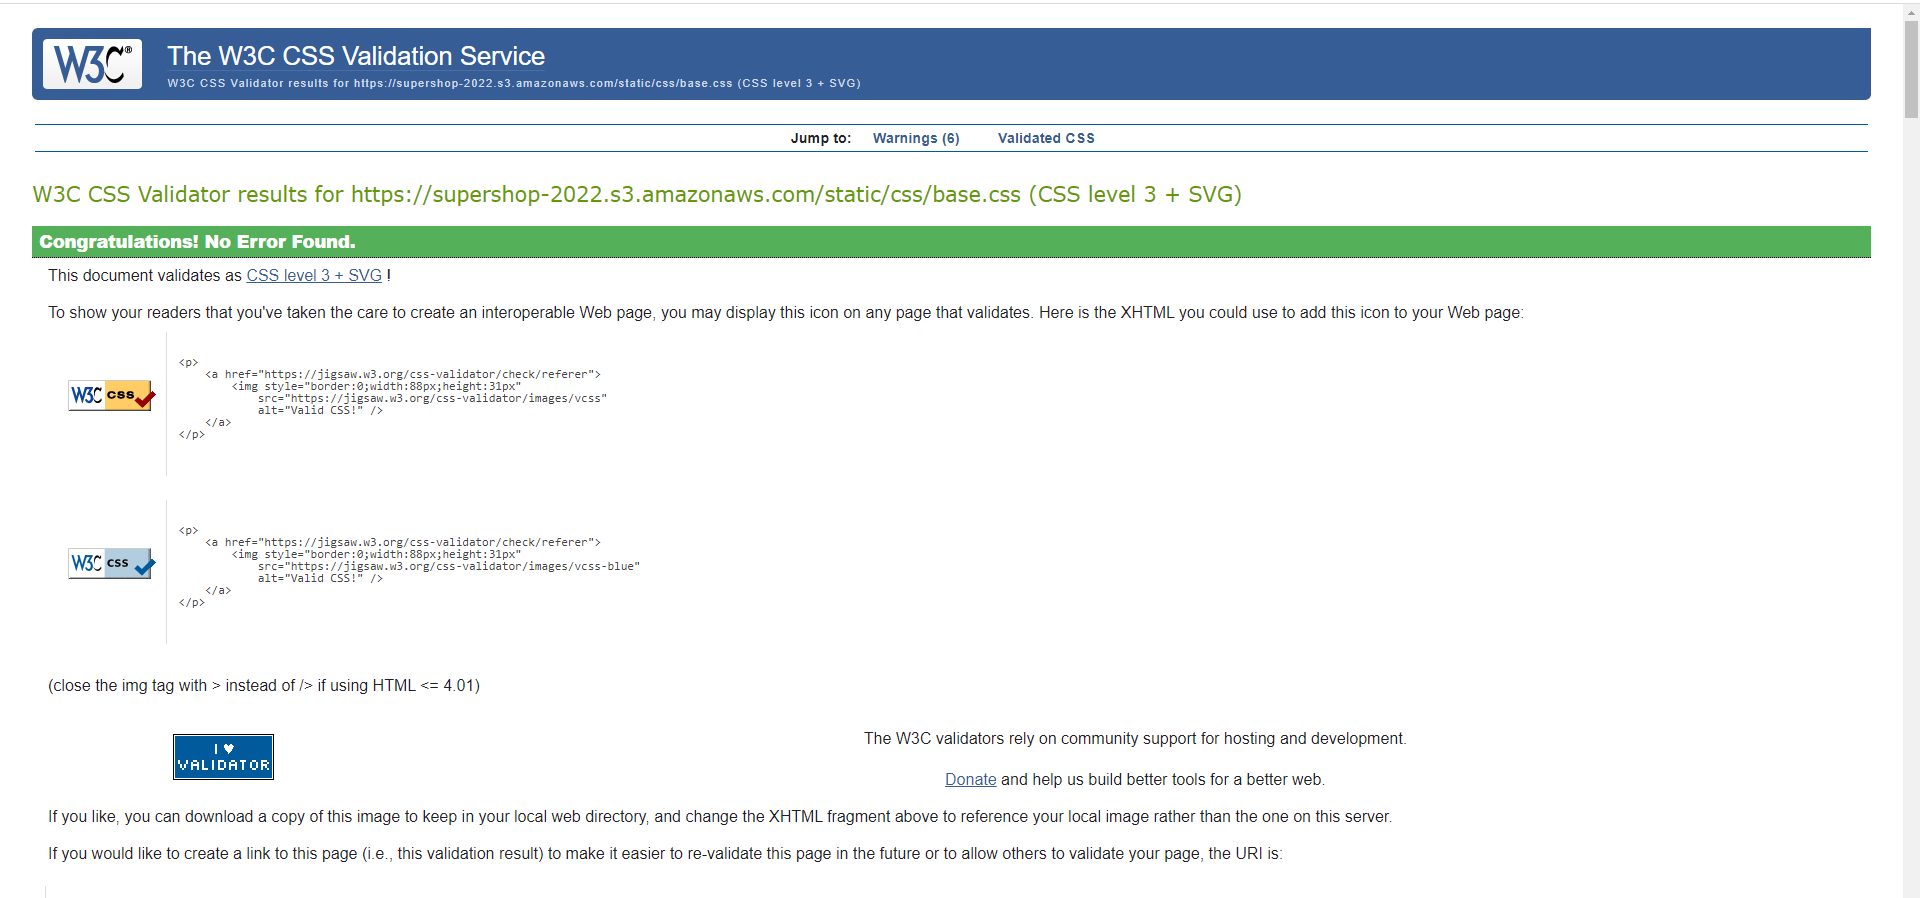 W3C®
The W3C CSS Validation Service
W3C CSS Validator results for https://supershop-2022.s3.amazonaws.com/static/css/base.css (CSS level 3 + SVG)
Jump to: Warnings (6) Validated CSS
W3C CSS Validator results for https://supershop-2022.s3.amazonaws.com/static/css/base.css (CSS level 3 + SVG)
Congratulations! No Error Found.
This document validates as CSS level 3 + SVG !
To show your readers that you've taken the care to create an interoperable Web page, you may display this icon on any page that validates. Here is the XHTML you could use to add this icon to your Web page:
W3C css
<p>
    <a href="https://jigsaw.w3.org/css-validator/check/referer">
        <img style="border:0;width:88px;height:31px"
            src="https://jigsaw.w3.org/css-validator/images/vcss"
            alt="Valid CSS!" />
    </a>
</p>
W3C css
<p>
    <a href="https://jigsaw.w3.org/css-validator/check/referer">
        <img style="border:0;width:88px;height:31px"
            src="https://jigsaw.w3.org/css-validator/images/vcss-blue"
            alt="Valid CSS!" />
    </a>
</p>
(close the img tag with > instead of /> if using HTML <= 4.01)
I ♥
VALIDATOR
The W3C validators rely on community support for hosting and development.
Donate and help us build better tools for a better web.
If you like, you can download a copy of this image to keep in your local web directory, and change the XHTML fragment above to reference your local image rather than the one on this server.
If you would like to create a link to this page (i.e., this validation result) to make it easier to re-validate this page in the future or to allow others to validate your page, the URI is: